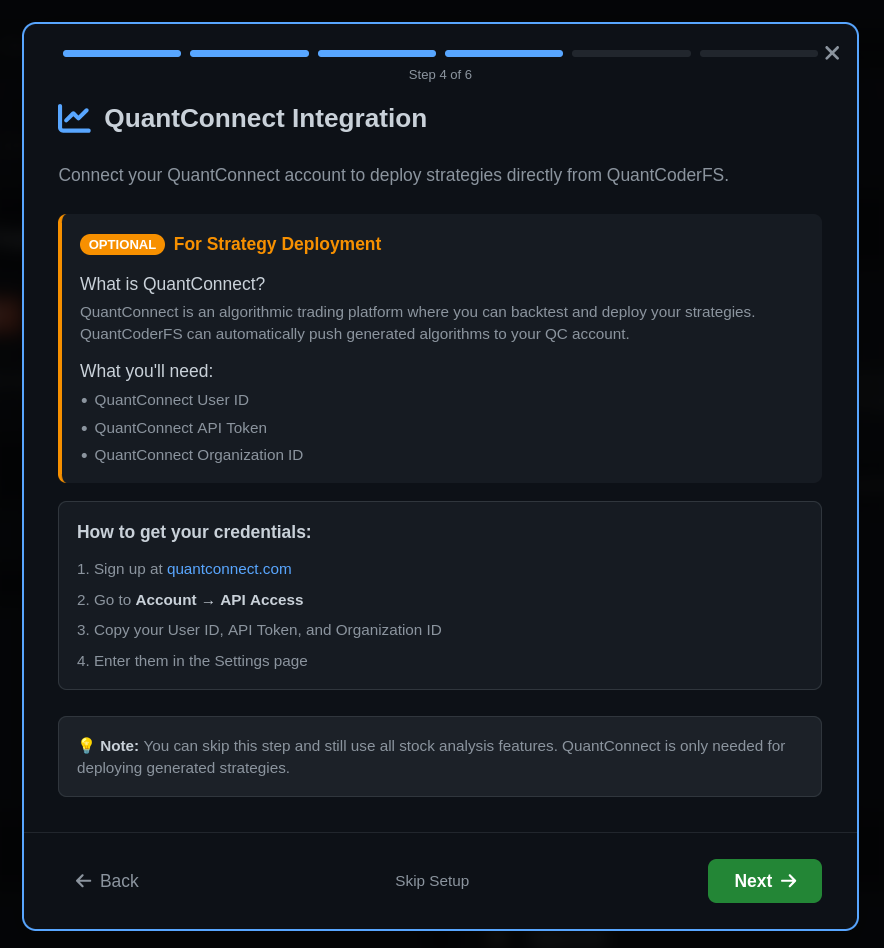 Step 4 of 6
QuantConnect Integration
Connect your QuantConnect account to deploy strategies directly from QuantCoderFS.
OPTIONAL For Strategy Deployment
What is QuantConnect?
QuantConnect is an algorithmic trading platform where you can backtest and deploy your strategies.
QuantCoderFS can automatically push generated algorithms to your QC account.
What you'll need:
• QuantConnect User ID
• QuantConnect API Token
• QuantConnect Organization ID
How to get your credentials:
1. Sign up at quantconnect.com
2. Go to Account → API Access
3. Copy your User ID, API Token, and Organization ID
4. Enter them in the Settings page
💡 Note: You can skip this step and still use all stock analysis features. QuantConnect is only needed for
deploying generated strategies.
← Back
Skip Setup
Next →